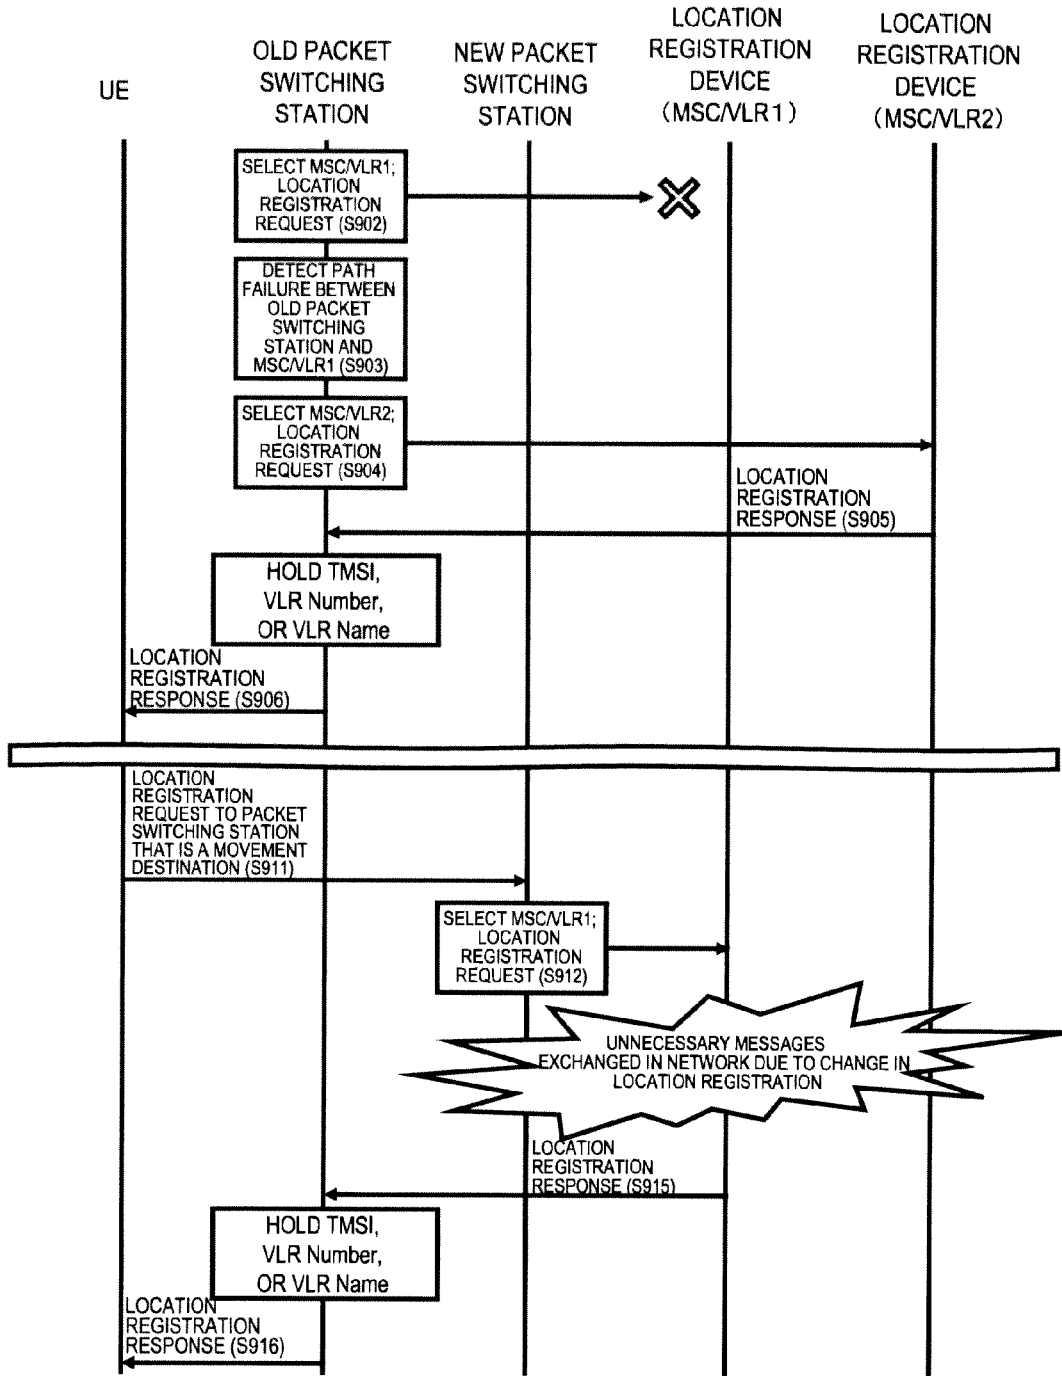 UE
OLD PACKET
SWITCHING
STATION
NEW PACKET
SWITCHING
STATION
LOCATION
REGISTRATION
DEVICE
(MSC/VLR1)
LOCATION
REGISTRATION
DEVICE
(MSC/VLR2)
SELECT MSC/VLR1;
LOCATION
REGISTRATION
REQUEST (S902)
DETECT PATH
FAILURE BETWEEN
OLD PACKET
SWITCHING
STATION AND
MSC/VLR1 (S903)
SELECT MSC/VLR2;
LOCATION
REGISTRATION
REQUEST (S904)
LOCATION
REGISTRATION
RESPONSE (S905)
HOLD TMSI,
VLR Number,
OR VLR Name
LOCATION
REGISTRATION
RESPONSE (S906)
LOCATION
REGISTRATION
REQUEST TO PACKET
SWITCHING STATION
THAT IS A MOVEMENT
DESTINATION (S911)
SELECT MSC/VLR1;
LOCATION
REGISTRATION
REQUEST (S912)
UNNECESSARY MESSAGES
EXCHANGED IN NETWORK DUE TO CHANGE IN
LOCATION REGISTRATION
LOCATION
REGISTRATION
RESPONSE (S915)
HOLD TMSI,
VLR Number,
OR VLR Name
LOCATION
REGISTRATION
RESPONSE (S916)